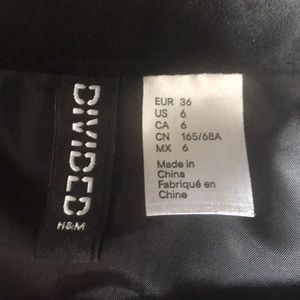 DIVIDED
H&M
EUR 36
US 6
CA 6
CN 165/68A
MX 6
Made in
China
Fabriqué en
Chine